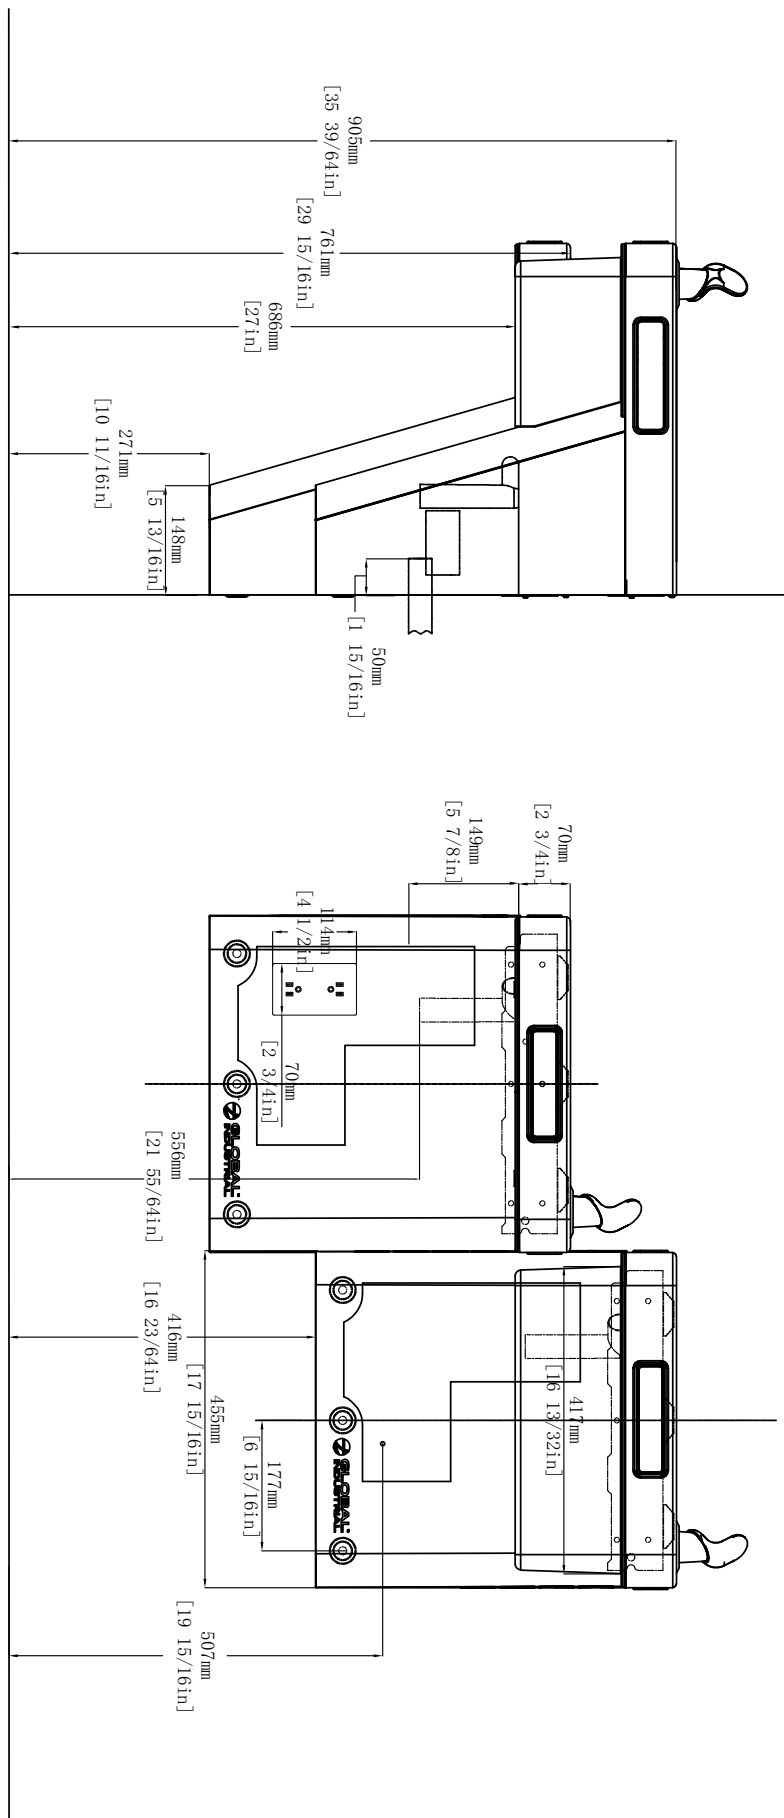 905mm
[35 39/64in]
761mm
[29 15/16in]
686mm
[27in]
271mm
[10 11/16in]
148mm
[5 13/16in]
50mm
[1 15/16in]
70mm
[2 3/4in]
149mm
[5 7/8in]
114mm
[4 1/2in]
70mm
[2 3/4in]
GLOBAL
INDUSTRIAL
556mm
[21 55/64in]
416mm
[16 23/64in]
455mm
[17 15/16in]
417mm
[16 13/32in]
177mm
[6 15/16in]
GLOBAL
INDUSTRIAL
507mm
[19 15/16in]